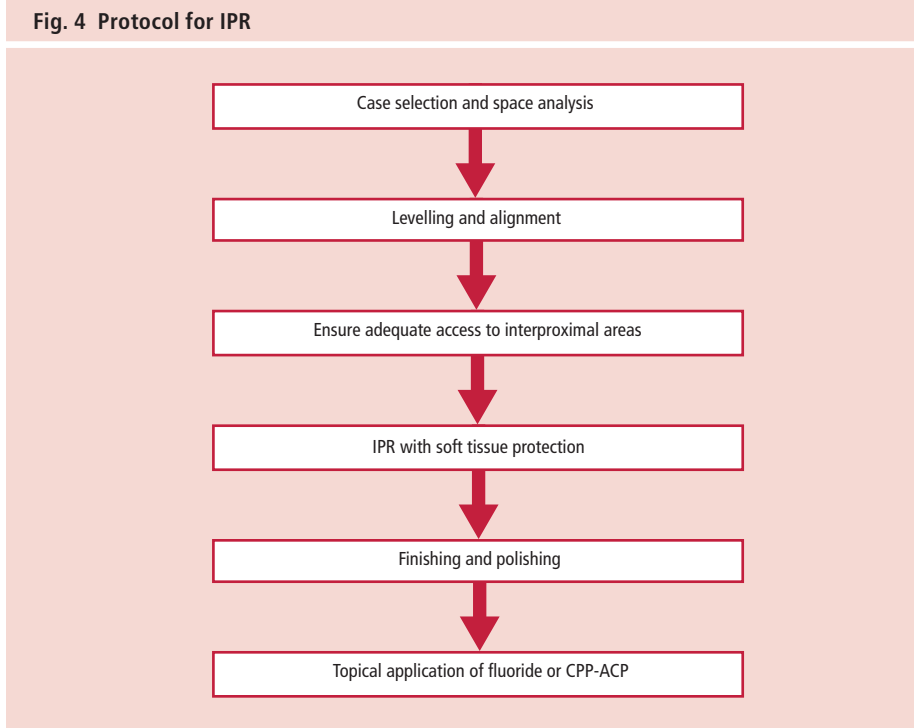 Fig. 4 Protocol for IPR
Case selection and space analysis
Levelling and alignment
Ensure adequate access to interproximal areas
IPR with soft tissue protection
Finishing and polishing
Topical application of fluoride or CPP-ACP